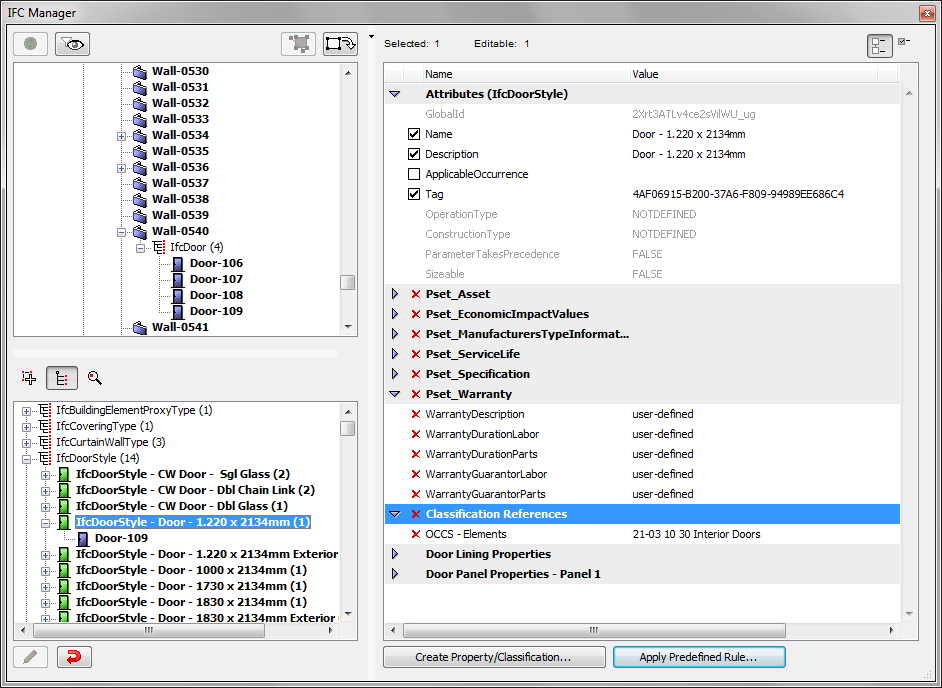 IFC Manager
Wall-0530
Wall-0531
Wall-0532
Wall-0533
Wall-0534
Wall-0535
Wall-0536
Wall-0537
Wall-0538
Wall-0539
Wall-0540
IfcDoor (4)
Door-106
Door-107
Door-108
Door-109
Wall-0541
IfcBuildingElementProxyType (1)
IfcCoveringType (1)
IfcCurtainWallType (3)
IfcDoorStyle (14)
IfcDoorStyle - CW Door - Sgl Glass (2)
IfcDoorStyle - CW Door - Dbl Chain Link (2)
IfcDoorStyle - CW Door - Dbl Glass (1)
IfcDoorStyle - Door - 1.220 x 2134mm (1)
Door-109
IfcDoorStyle - Door - 1.220 x 2134mm Exterior
IfcDoorStyle - Door - 1000 x 2134mm (1)
IfcDoorStyle - Door - 1730 x 2134mm (1)
IfcDoorStyle - Door - 1830 x 2134mm (1)
IfcDoorStyle - Door - 1830 x 2134mm Exterior (
Selected: 1 Editable: 1
Name Value
Attributes (IfcDoorStyle)
GlobalId 2Xrt3ATLv4ce2sVilWU_ug
Name Door - 1.220 x 2134mm
Description Door - 1.220 x 2134mm
ApplicableOccurrence
Tag 4AF06915-B200-37A6-F809-94989EE686C4
OperationType NOTDEFINED
ConstructionType NOTDEFINED
ParameterTakesPrecedence FALSE
Sizeable FALSE
Pset_Asset
Pset_EconomicImpactValues
Pset_ManufacturersTypeInformat...
Pset_ServiceLife
Pset_Specification
Pset_Warranty
WarrantyDescription user-defined
WarrantyDurationLabor user-defined
WarrantyDurationParts user-defined
WarrantyGuarantorLabor user-defined
WarrantyGuarantorParts user-defined
Classification References
OCCS - Elements 21-03 10 30 Interior Doors
Door Lining Properties
Door Panel Properties - Panel 1
Create Property/Classification... Apply Predefined Rule...